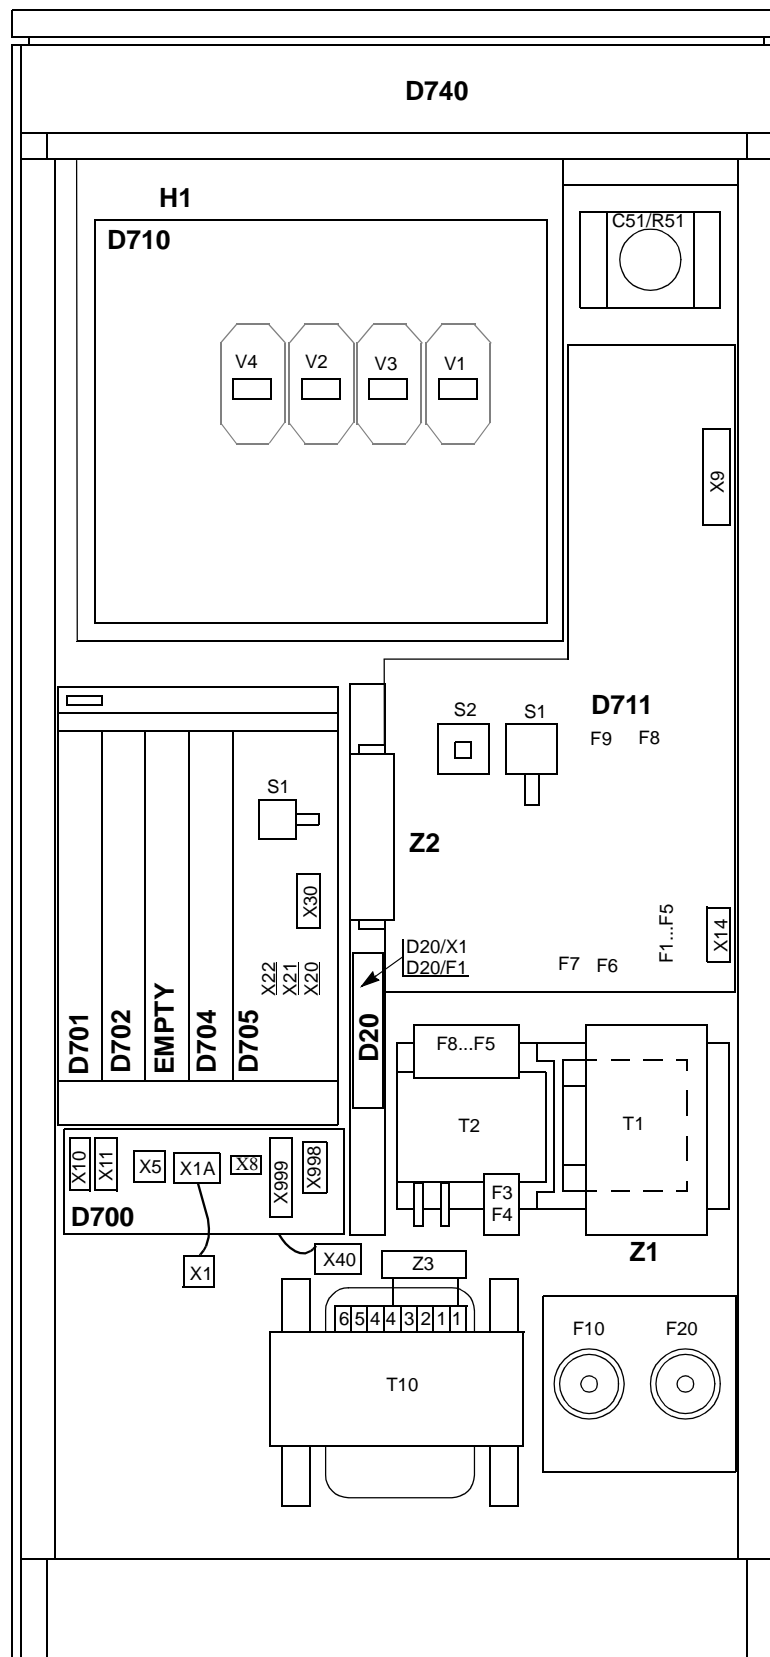 D740
H1
D710
C51/R51
V4
V2
V3
V1
X9
S2
S1
D711
F9
F8
S1
Z2
X30
X22
X21
X20
D20/X1
D20/F1
F7
F6
F1...F5
X14
D701
D702
EMPTY
D704
D705
D20
F8...F5
T2
T1
F3
F4
X10
X11
X5
X1A
X8
X999
X998
D700
X1
X40
Z3
Z1
6 5 4 4 3 2 1 1
T10
F10
F20